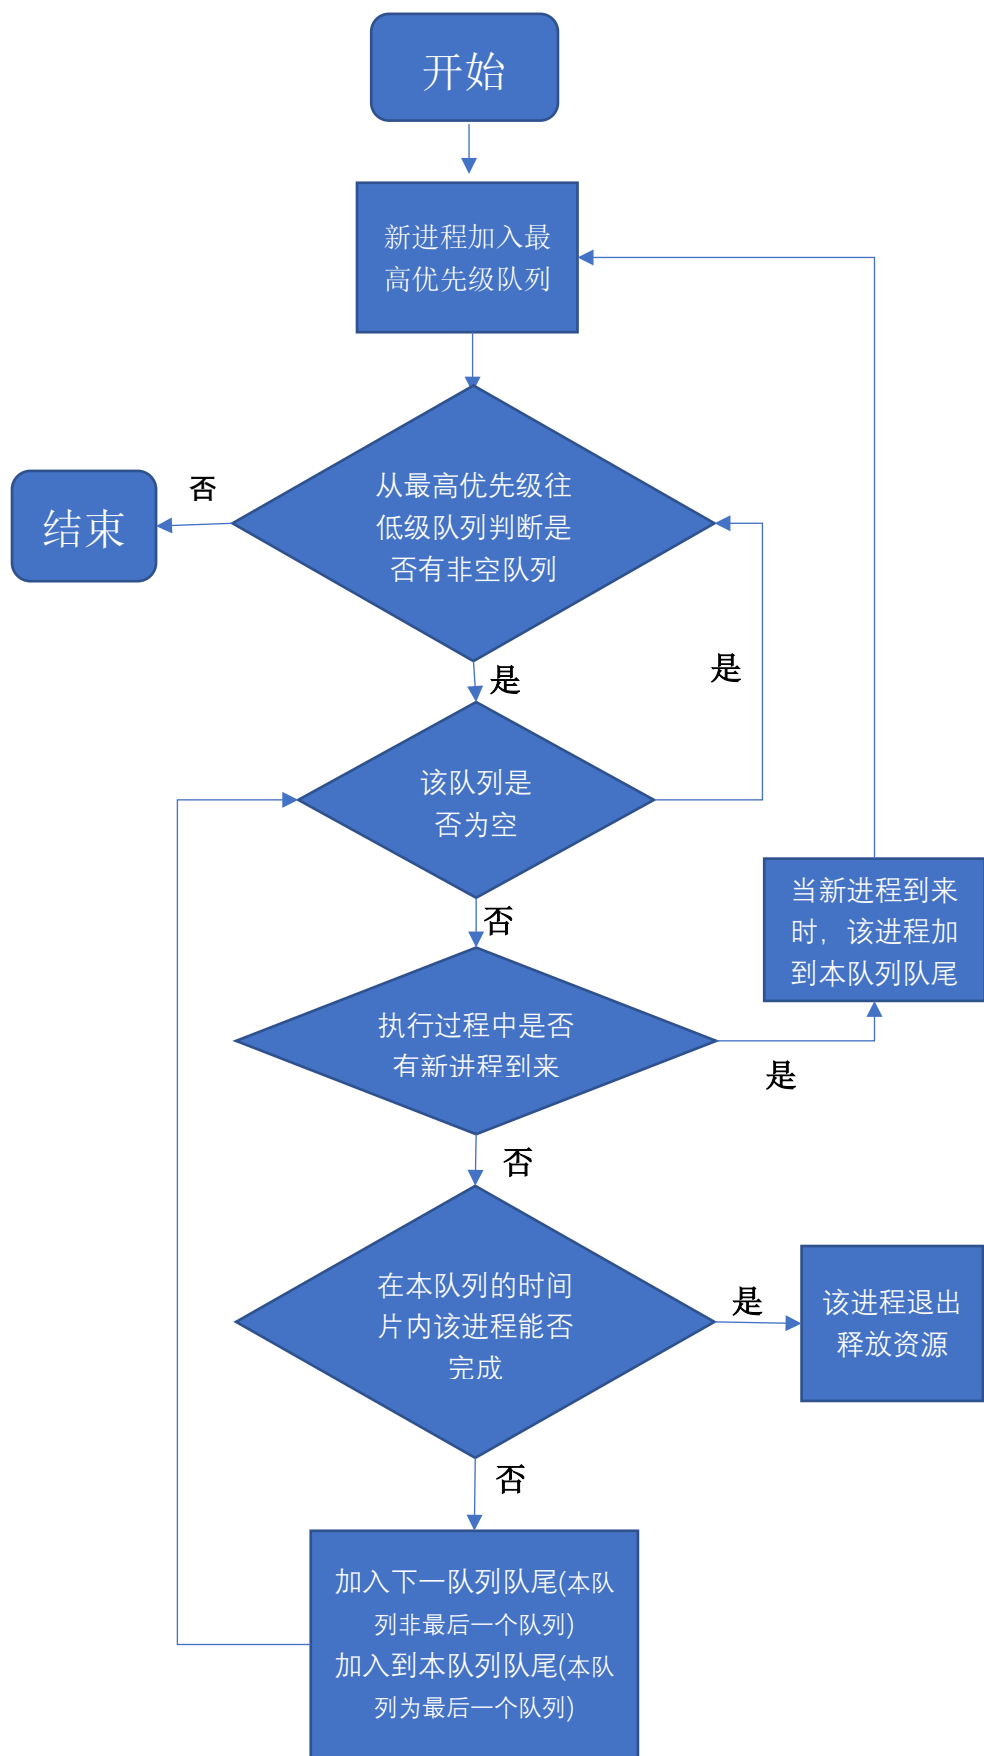 开始
新进程加入最
高优先级队列
从最高优先级往
低级队列判断是
否有非空队列
否
结束
是
是
该队列是
否为空
否
当新进程到来
时，该进程加
到本队列队尾
执行过程中是否
有新进程到来
是
否
在本队列的时间
片内该进程能否
完成
是
该进程退出
释放资源
否
加入下一队列队尾(本队
列非最后一个队列)
加入到本队列队尾(本队
列为最后一个队列)